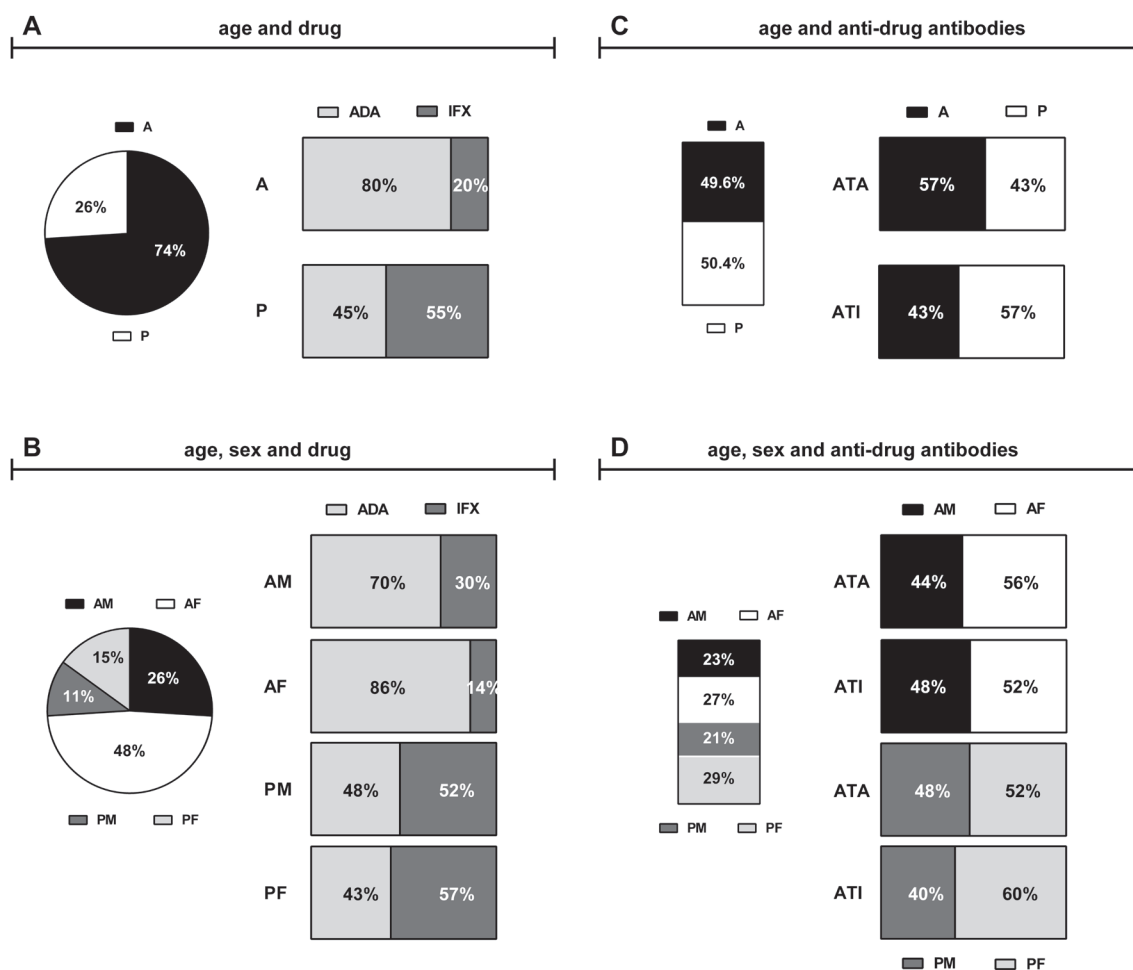 A
age and drug
ADA IFX
A
A
80% 20%
26%
74%
P
45% 55%
P
B
age, sex and drug
ADA IFX
AM
70% 30%
AM AF
15%
26%
11%
48%
AF
86% 14%
PM
48% 52%
PM PF
PF
43% 57%
C
age and anti-drug antibodies
A P
A
49.6%
ATA
57% 43%
50.4%
ATI
43% 57%
P
D
age, sex and anti-drug antibodies
AM AF
ATA
44% 56%
AM AF
23%
27%
21%
29%
ATI
48% 52%
ATA
48% 52%
PM PF
ATI
40% 60%
PM PF